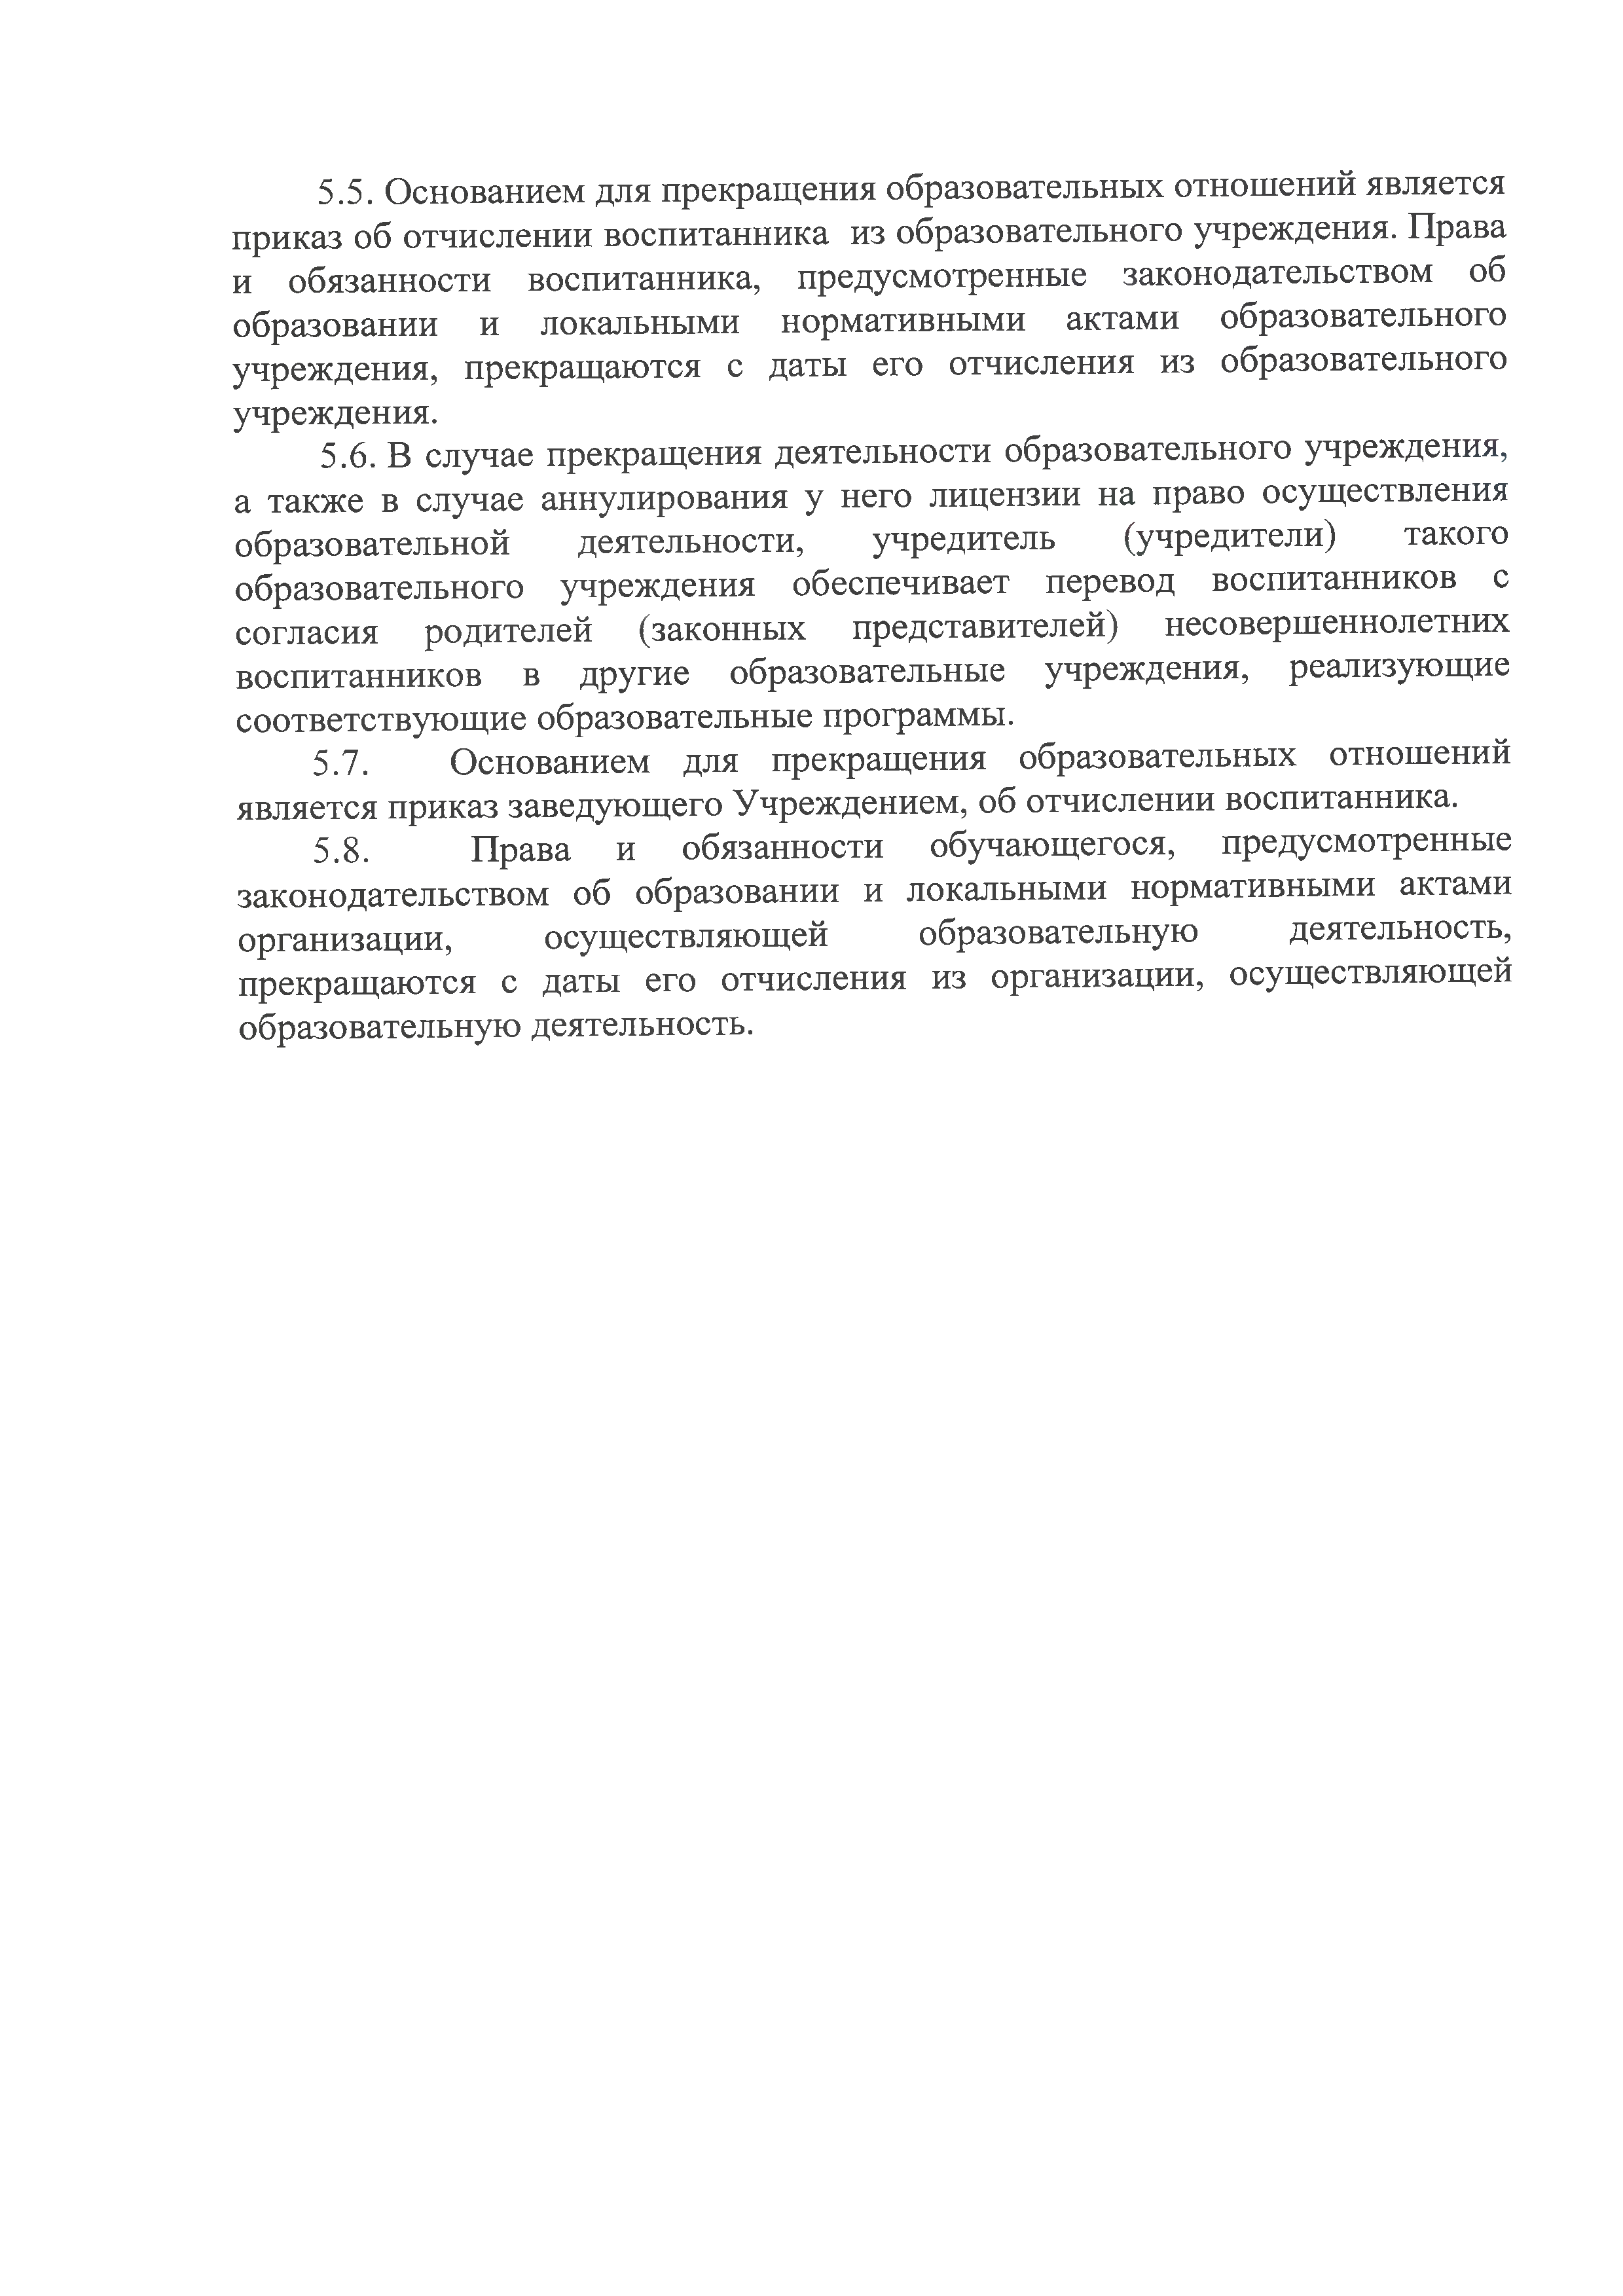 5.5. Основанием для прекращения образовательных отношений является
приказ об отчислении воспитанника из образовательного учреждения. Права
и обязанности воспитанника, предусмотренные законодательством об
образовании и локальными нормативными актами образовательного
учреждения, прекращаются с даты его отчисления из образовательного
учреждения.
5.6. В случае прекращения деятельности образовательного учреждения,
а также в случае аннулирования у него лицензии на право осуществления
образовательной деятельности, учредитель (учредители) такого
образовательного учреждения обеспечивает перевод воспитанников с
согласия родителей (законных представителей) несовершеннолетних
воспитанников в другие образовательные учреждения, реализующие
соответствующие образовательные программы.
5.7. Основанием для прекращения образовательных отношений
является приказ заведующего Учреждением, об отчислении воспитанника.
5.8. Права и обязанности обучающегося, предусмотренные
законодательством об образовании и локальными нормативными актами
организации, осуществляющей образовательную деятельность,
прекращаются с даты его отчисления из организации, осуществляющей
образовательную деятельность.